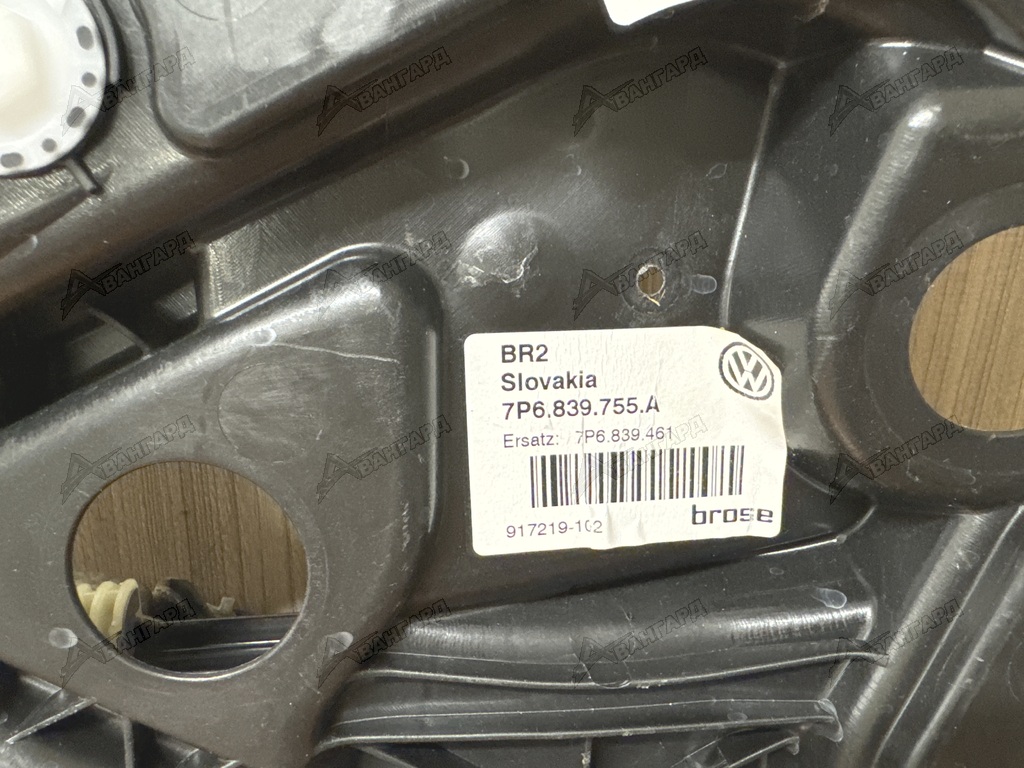 BR2
Slovakia
7P6.839.755.A
Ersatz: 7P6.839.461
917219-102
brose
АВАНГАРД